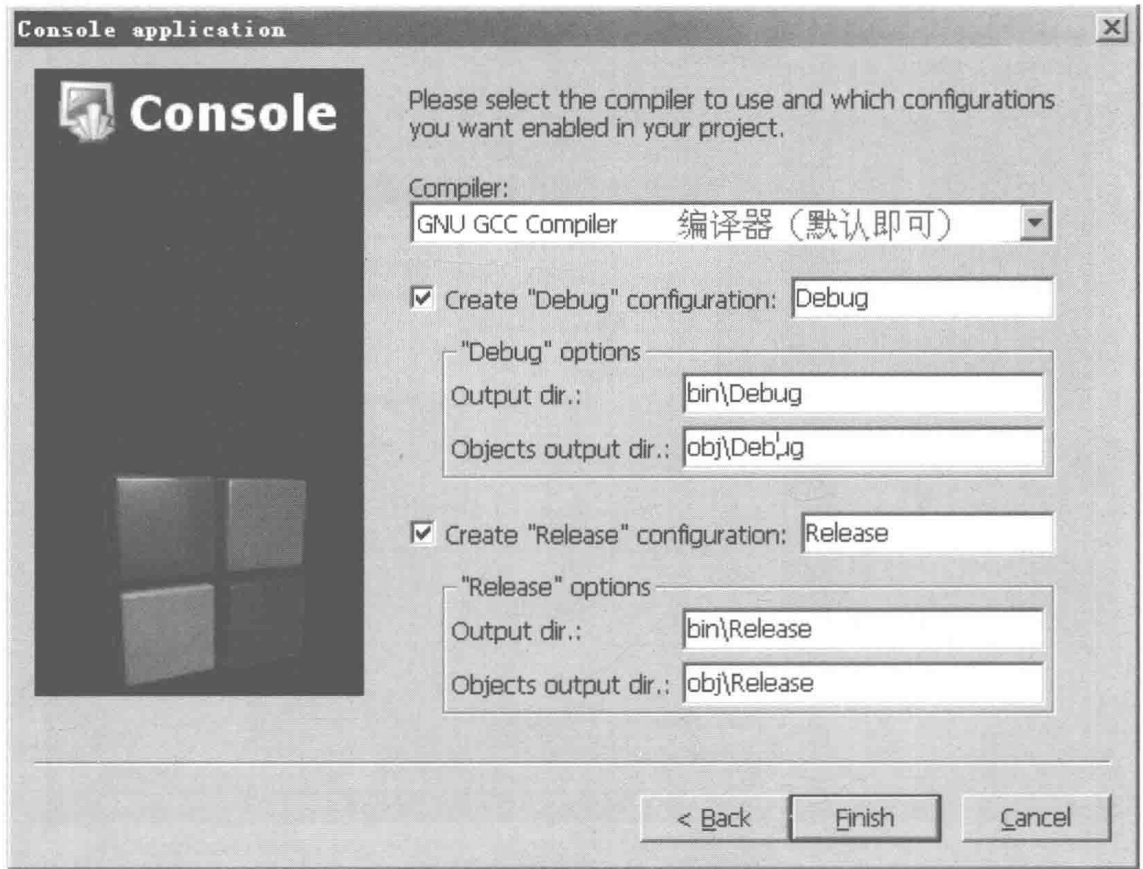 Console application
Console
Please select the compiler to use and which configurations
you want enabled in your project.
Compiler:
GNU GCC Compiler 编译器（默认即可）
Create "Debug" configuration: Debug
"Debug" options
Output dir.: bin\Debug
Objects output dir.: obj\Debug
Create "Release" configuration: Release
"Release" options
Output dir.: bin\Release
Objects output dir.: obj\Release
< Back Finish Cancel